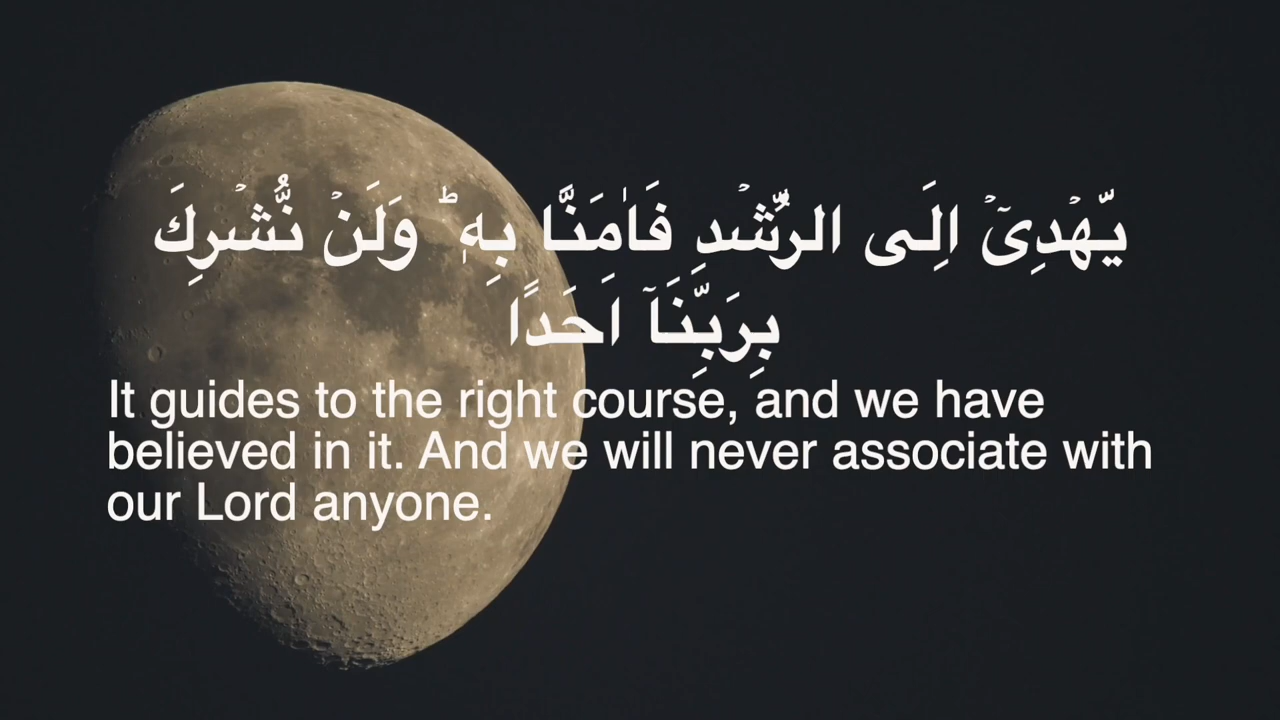 يّهۡدِىۡۤ اِلَى الرُّشۡدِ فَاٰمَنَّا بِهٖ‌ ؕ وَلَنۡ نُّشۡرِكَ
بِرَبِّنَاۤ اَحَدًا
It guides to the right course, and we have
believed in it. And we will never associate with
our Lord anyone.